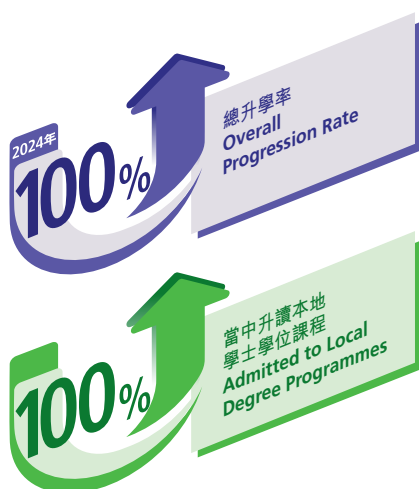 2024年
100%
總升學率
Overall
Progression Rate
100%
當中升讀本地
學士學位課程
Admitted to Local
Degree Programmes